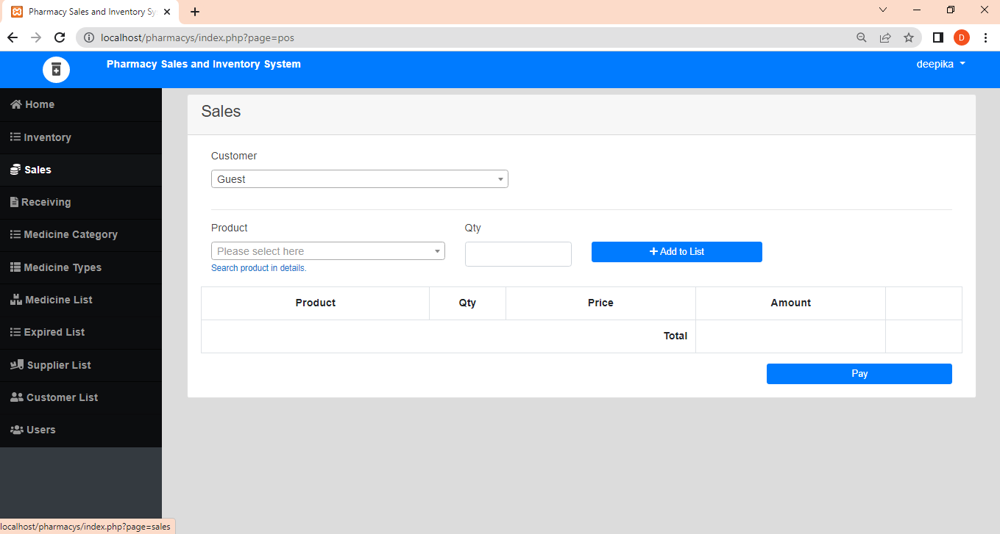 Pharmacy Sales and Inventory Sy
localhost/pharmacys/index.php?page=pos
D
Pharmacy Sales and Inventory System
deepika
Home
Inventory
Sales
Receiving
Medicine Category
Medicine Types
Medicine List
Expired List
Supplier List
Customer List
Users
Sales
Customer
Guest
Product Qty
Please select here
Add to List
Search product in details.
Product Qty Price Amount
Total
Pay
localhost/pharmacys/index.php?page=sales